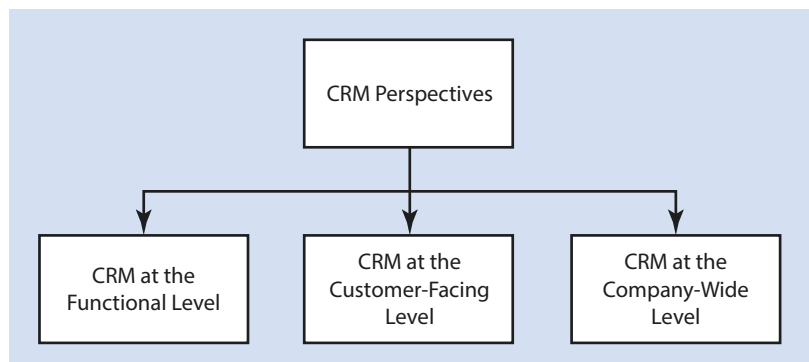 CRM Perspectives
CRM at the
Functional Level
CRM at the
Customer-Facing
Level
CRM at the
Company-Wide
Level